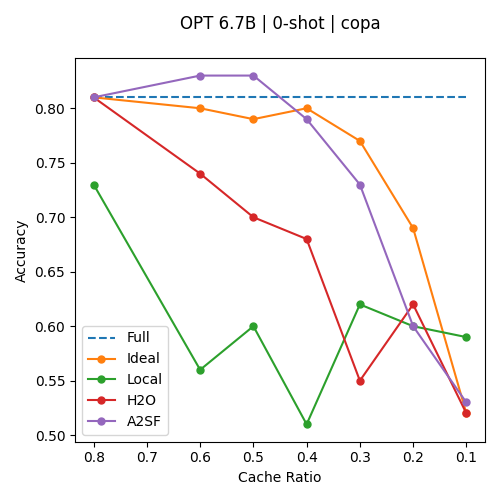 OPT 6.7B | 0-shot | copa
Accuracy
0.80
0.75
0.70
0.65
0.60
0.55
0.50
Full
Ideal
Local
H2O
A2SF
0.8 0.7 0.6 0.5 0.4 0.3 0.2 0.1
Cache Ratio